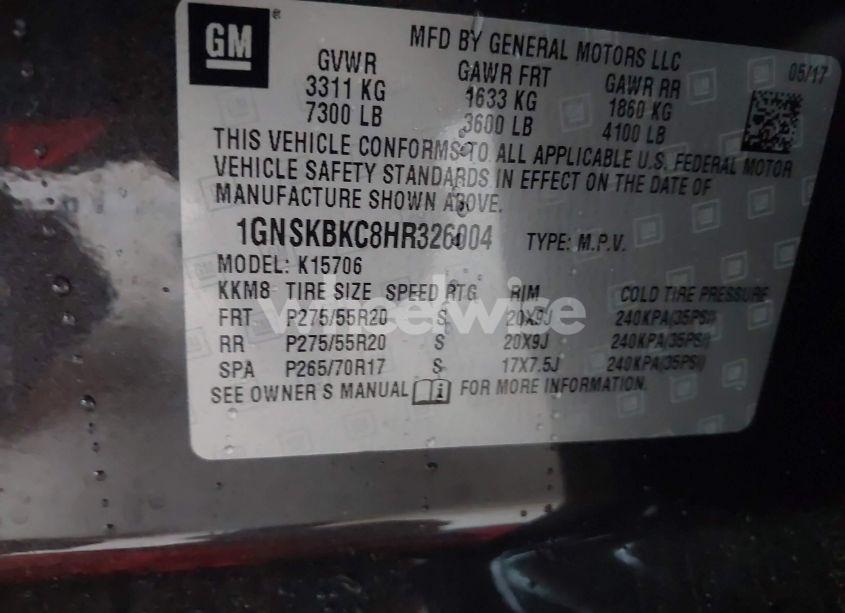 GM
MFD BY GENERAL MOTORS LLC
05/17
GVWR GAWR FRT GAWR RR
3311 KG 1633 KG 1860 KG
7300 LB 3600 LB 4100 LB
THIS VEHICLE CONFORMS TO ALL APPLICABLE U.S. FEDERAL MOTOR
VEHICLE SAFETY STANDARDS IN EFFECT ON THE DATE OF
MANUFACTURE SHOWN ABOVE.
1GNSKBKC8HR326004 TYPE: M.P.V.
MODEL: K15706
KKM8 TIRE SIZE SPEED RTG RIM COLD TIRE PRESSURE
FRT P275/55R20 S 20X9J 240KPA(35PSI)
RR P275/55R20 S 20X9J 240KPA(35PSI)
SPA P265/70R17 S 17X7.5J 240KPA(35PSI)
SEE OWNER'S MANUAL i FOR MORE INFORMATION.
wheelwire